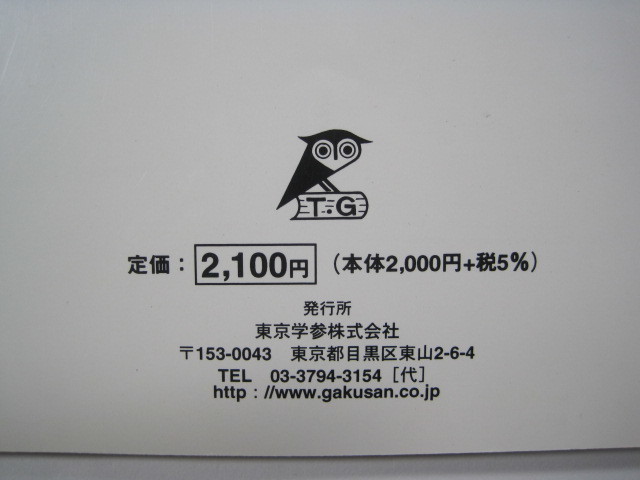 T・G
定価： 2,100円 （本体2,000円+税5％）
発行所
東京学参株式会社
〒153-0043　東京都目黒区東山2-6-4
TEL　03-3794-3154［代］
http：//www.gakusan.co.jp